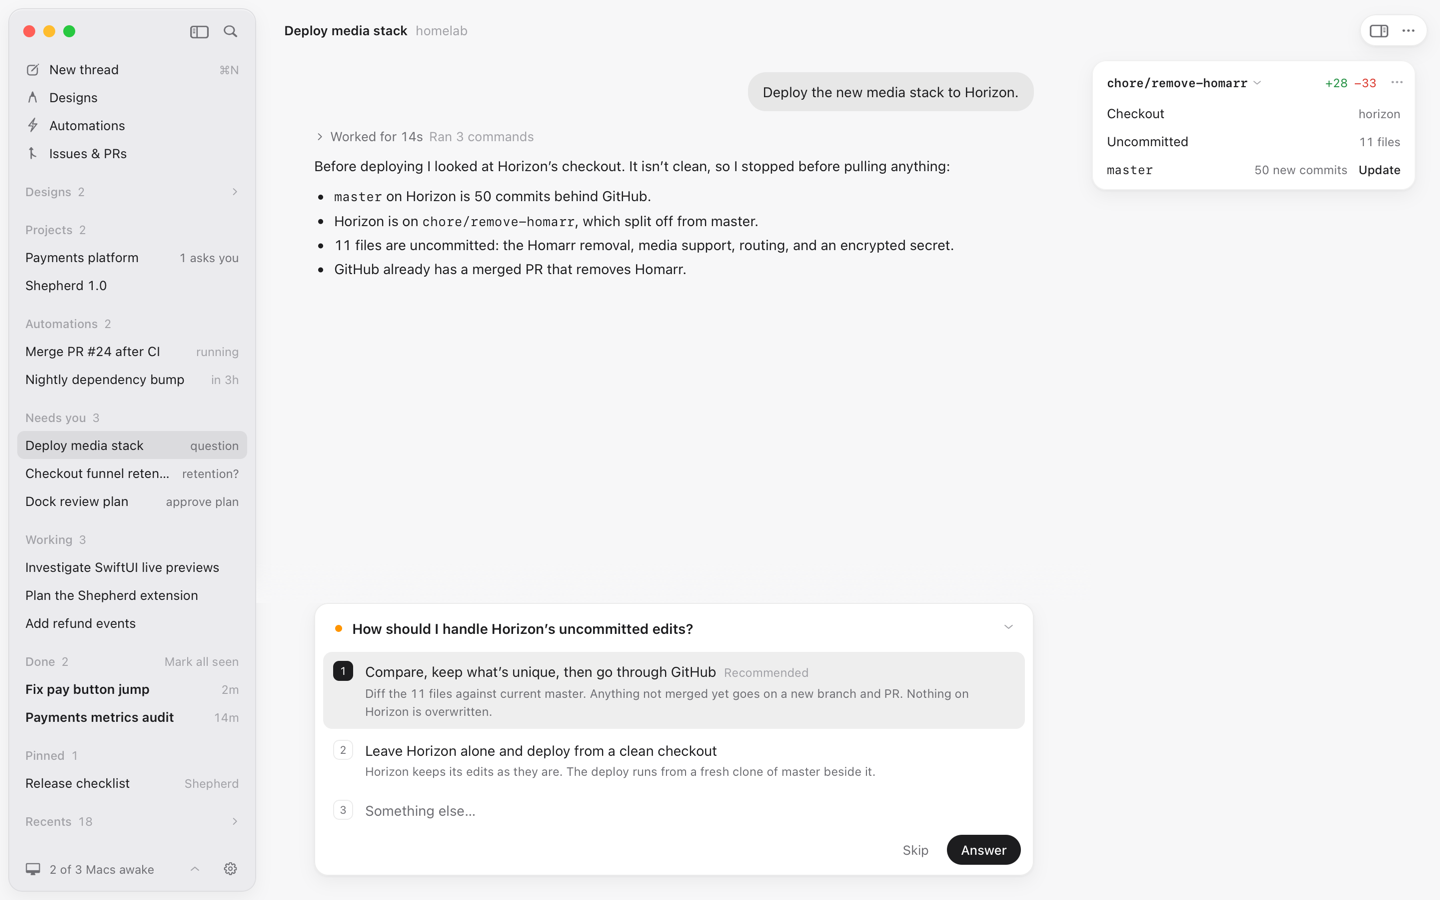 New thread ⌘N
Designs
Automations
Issues & PRs
Designs 2
Projects 2
Payments platform 1 asks you
Shepherd 1.0
Automations 2
Merge PR #24 after CI running
Nightly dependency bump in 3h
Needs you 3
Deploy media stack question
Checkout funnel reten... retention?
Dock review plan approve plan
Working 3
Investigate SwiftUI live previews
Plan the Shepherd extension
Add refund events
Done 2 Mark all seen
Fix pay button jump 2m
Payments metrics audit 14m
Pinned 1
Release checklist Shepherd
Recents 18
2 of 3 Macs awake
Deploy media stack homelab
Deploy the new media stack to Horizon.
Worked for 14s Ran 3 commands
Before deploying I looked at Horizon’s checkout. It isn’t clean, so I stopped before pulling anything:
• master on Horizon is 50 commits behind GitHub.
• Horizon is on chore/remove-homarr, which split off from master.
• 11 files are uncommitted: the Homarr removal, media support, routing, and an encrypted secret.
• GitHub already has a merged PR that removes Homarr.
How should I handle Horizon’s uncommitted edits?
1 Compare, keep what’s unique, then go through GitHub Recommended
Diff the 11 files against current master. Anything not merged yet goes on a new branch and PR. Nothing on
Horizon is overwritten.
2 Leave Horizon alone and deploy from a clean checkout
Horizon keeps its edits as they are. The deploy runs from a fresh clone of master beside it.
3 Something else...
Skip Answer
chore/remove-homarr +28 −33
Checkout horizon
Uncommitted 11 files
master 50 new commits Update